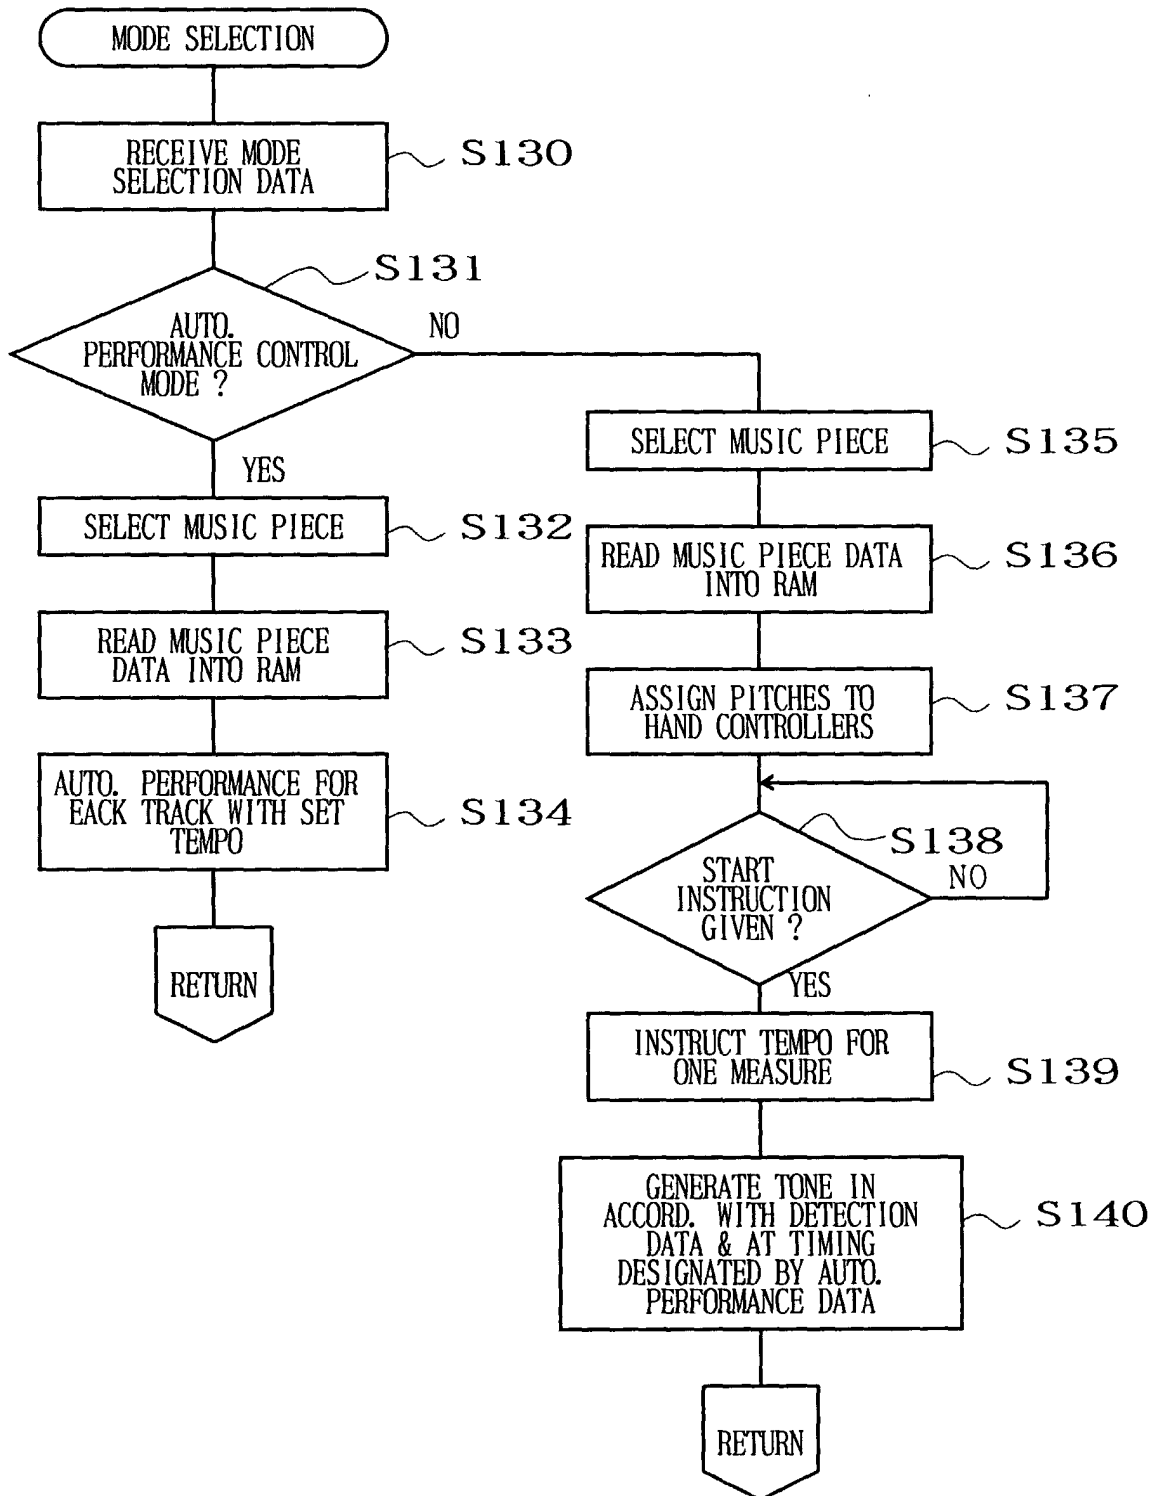 MODE SELECTION
RECEIVE MODE
SELECTION DATA
S130
S131
AUTO.
PERFORMANCE CONTROL
MODE ?
NO
YES
SELECT MUSIC PIECE
S132
READ MUSIC PIECE
DATA INTO RAM
S133
AUTO. PERFORMANCE FOR
EACK TRACK WITH SET
TEMPO
S134
RETURN
SELECT MUSIC PIECE
S135
READ MUSIC PIECE DATA
INTO RAM
S136
ASSIGN PITCHES TO
HAND CONTROLLERS
S137
S138
START
INSTRUCTION
GIVEN ?
NO
YES
INSTRUCT TEMPO FOR
ONE MEASURE
S139
GENERATE TONE IN
ACCORD. WITH DETECTION
DATA & AT TIMING
DESIGNATED BY AUTO.
PERFORMANCE DATA
S140
RETURN